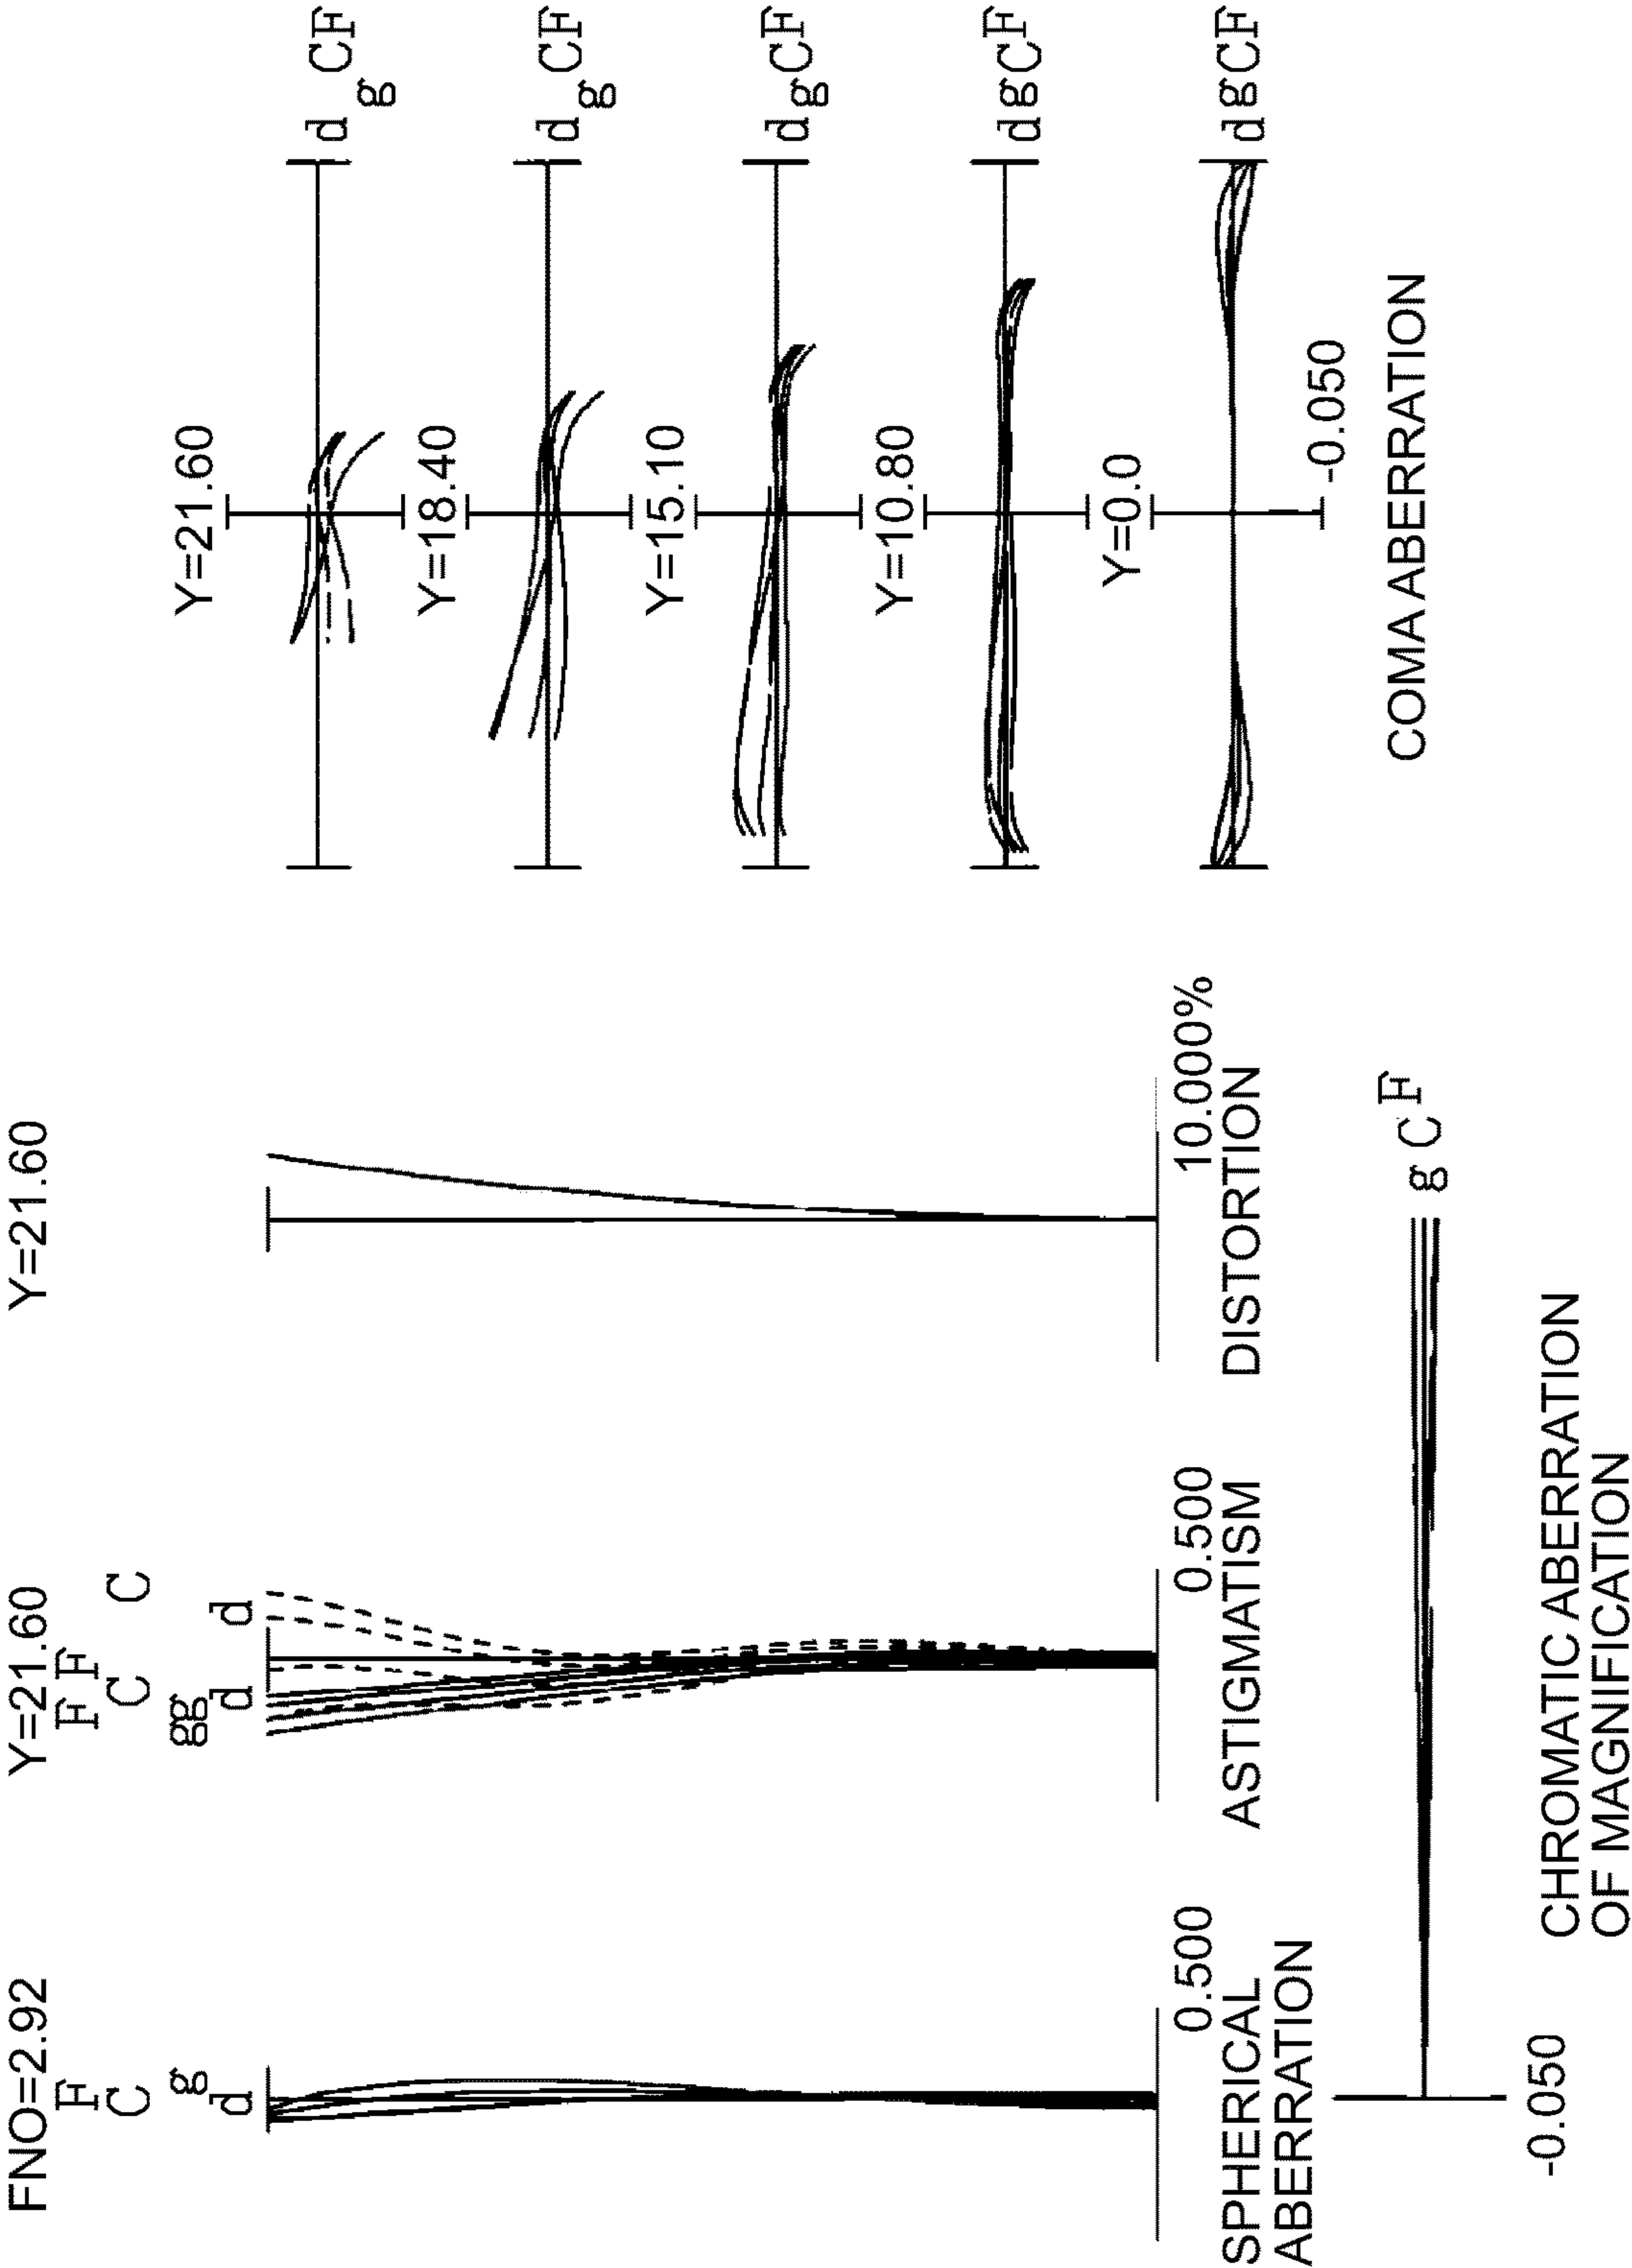 FNO=2.92
F
C
g
d
0.500
SPHERICAL
ABERRATION
Y=21.60
F F
C C
gg
d d
0.500
ASTIGMATISM
Y=21.60
10.000%
DISTORTION
Y=21.60
d g C F
Y=18.40
d g C F
Y=15.10
d g C F
Y=10.80
d g C F
Y=0.0
d g C F
-0.050
COMA ABERRATION
g C F
-0.050
CHROMATIC ABERRATION
OF MAGNIFICATION